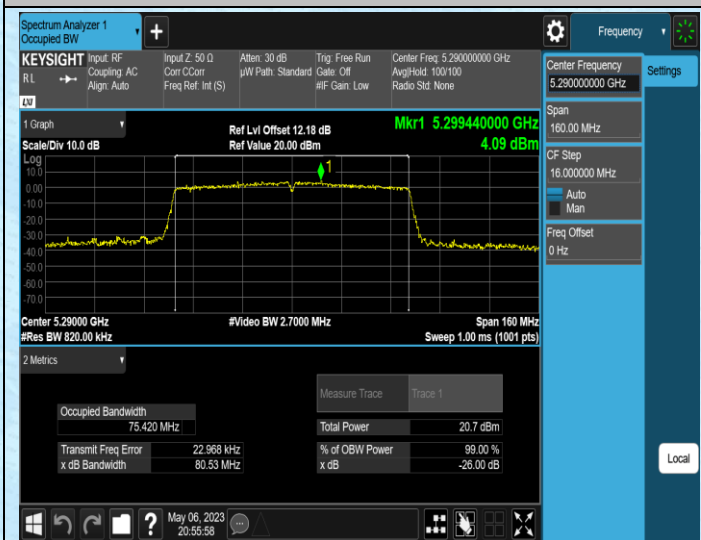 Spectrum Analyzer 1
Occupied BW
Frequency
KEYSIGHT
R L
LXI
Input: RF
Coupling: AC
Align: Auto
Input Z: 50 Ω
Corr CCorr
Freq Ref: Int (S)
Atten: 30 dB
µW Path: Standard
Trig: Free Run
Gate: Off
#IF Gain: Low
Center Freq: 5.290000000 GHz
Avg|Hold: 100/100
Radio Std: None
Center Frequency
5.290000000 GHz
Settings
Span
160.00 MHz
CF Step
16.000000 MHz
Auto
Man
Freq Offset
0 Hz
1 Graph
Scale/Div 10.0 dB
Ref Lvl Offset 12.18 dB
Ref Value 20.00 dBm
Mkr1 5.299440000 GHz
4.09 dBm
Log
10.0
0.00
-10.0
-20.0
-30.0
-40.0
-50.0
-60.0
-70.0
1
Center 5.29000 GHz
#Res BW 820.00 kHz
#Video BW 2.7000 MHz
Span 160 MHz
Sweep 1.00 ms (1001 pts)
2 Metrics
Measure Trace Trace 1
Occupied Bandwidth
75.420 MHz
Total Power 20.7 dBm
Transmit Freq Error 22.968 kHz
% of OBW Power 99.00 %
x dB Bandwidth 80.53 MHz
x dB -26.00 dB
Local
?
May 06, 2023
20:55:58